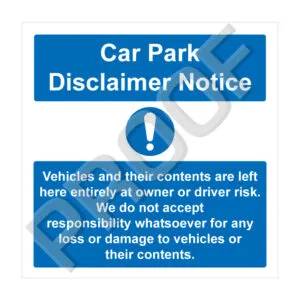 Car Park
Disclaimer Notice
!
Vehicles and their contents are left
here entirely at owner or driver risk.
We do not accept
responsibility whatsoever for any
loss or damage to vehicles or
their contents.
PROOF